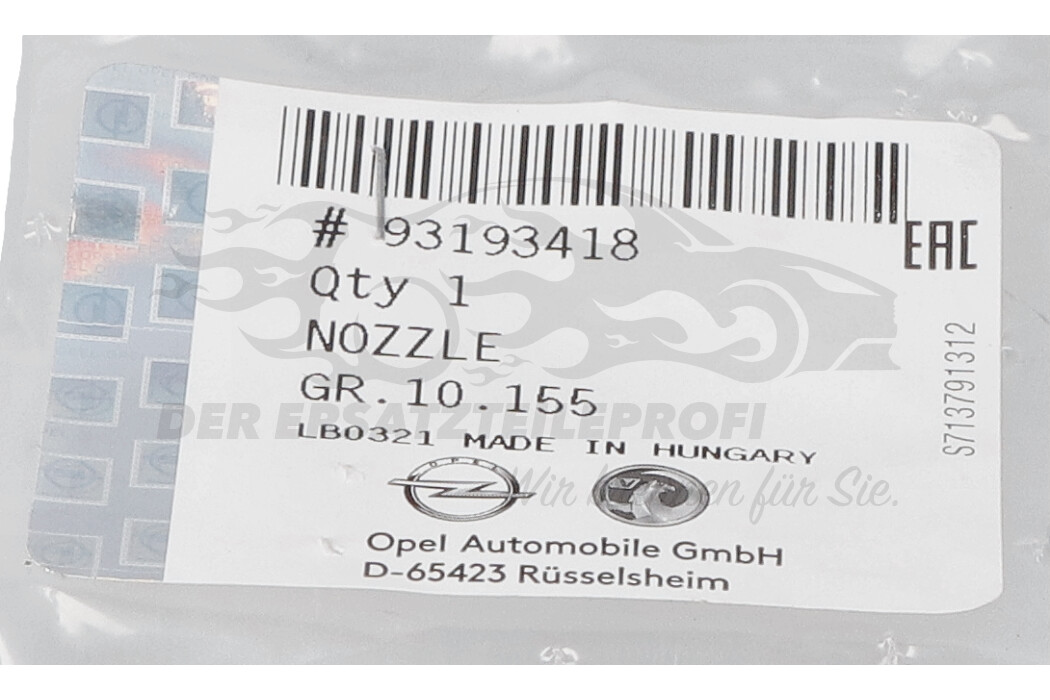 # 93193418
EAC
Qty 1
NOZZLE
GR.10.155
S713791312
DER ERSATZTEILEPROFI
LB0321 MADE IN HUNGARY
OPEL
Wir für Sie.
Opel Automobile GmbH
D-65423 Rüsselsheim